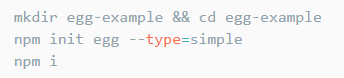 mkdir egg-example && cd egg-example
npm init egg --type=simple
npm i